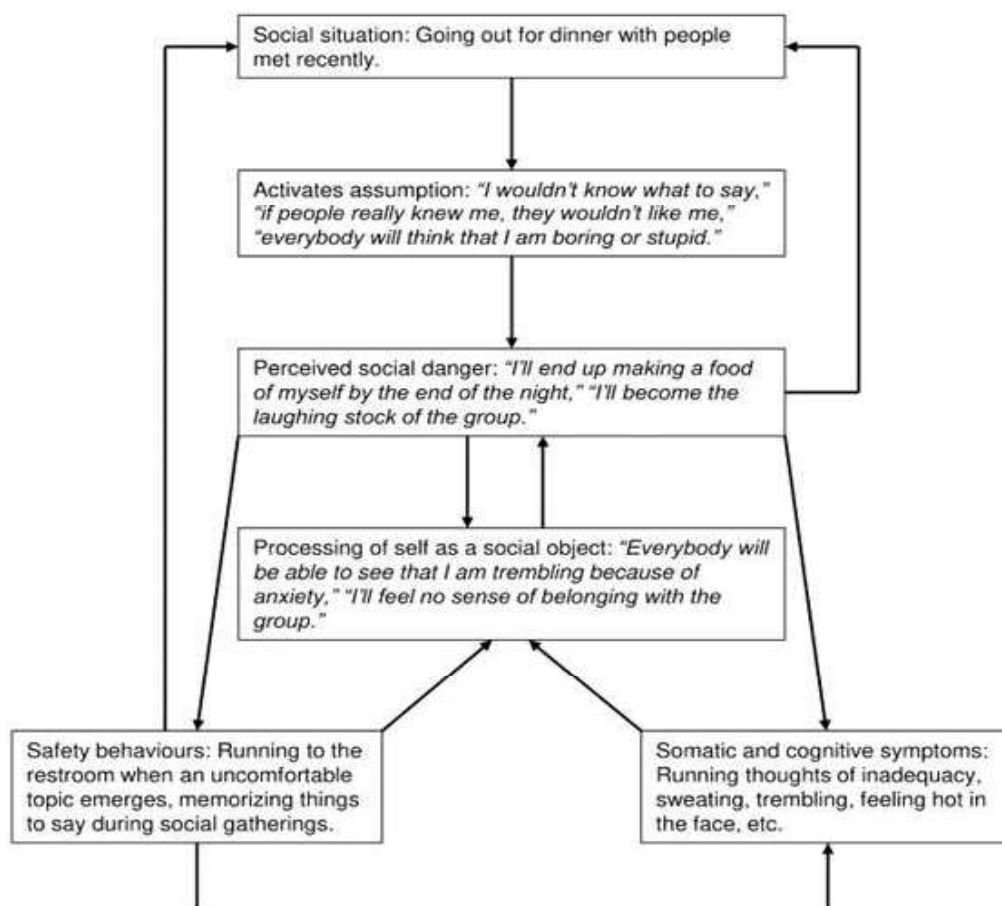 Social situation: Going out for dinner with people
met recently.
Activates assumption: “I wouldn’t know what to say,”
“if people really knew me, they wouldn’t like me,”
“everybody will think that I am boring or stupid.”
Perceived social danger: “I’ll end up making a food
of myself by the end of the night,” “I’ll become the
laughing stock of the group.”
Processing of self as a social object: “Everybody will
be able to see that I am trembling because of
anxiety,” “I’ll feel no sense of belonging with the
group.”
Safety behaviours: Running to the
restroom when an uncomfortable
topic emerges, memorizing things
to say during social gatherings.
Somatic and cognitive symptoms:
Running thoughts of inadequacy,
sweating, trembling, feeling hot in
the face, etc.